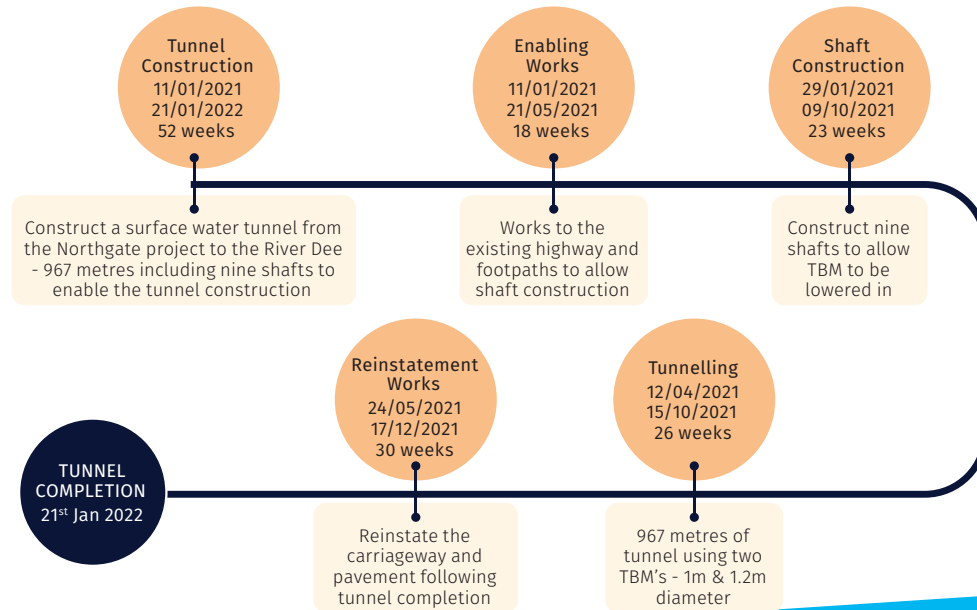 Tunnel
Construction
11/01/2021
21/01/2022
52 weeks
Construct a surface water tunnel from
the Northgate project to the River Dee
- 967 metres including nine shafts to
enable the tunnel construction
Enabling
Works
11/01/2021
21/05/2021
18 weeks
Works to the
existing highway and
footpaths to allow
shaft construction
Shaft
Construction
29/01/2021
09/10/2021
23 weeks
Construct nine
shafts to allow
TBM to be
lowered in
Tunnelling
12/04/2021
15/10/2021
26 weeks
967 metres of
tunnel using two
TBM's - 1m & 1.2m
diameter
Reinstatement
Works
24/05/2021
17/12/2021
30 weeks
Reinstate the
carriageway and
pavement following
tunnel completion
TUNNEL
COMPLETION
21st Jan 2022